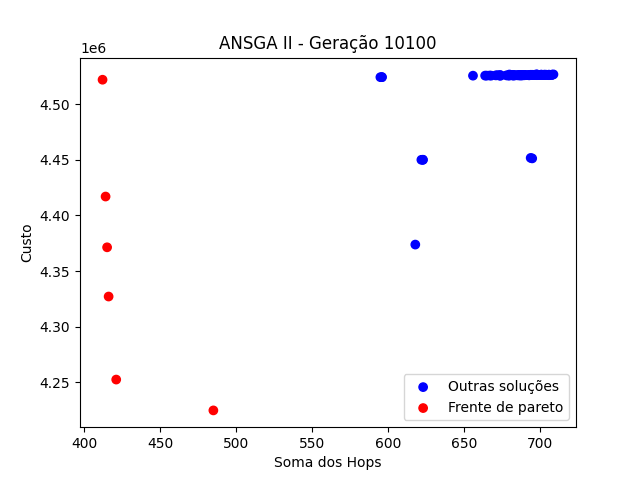 ANSGA II - Geração 10100
1e6
4.50
4.45
4.40
4.35
4.30
4.25
Custo
400 450 500 550 600 650 700
Soma dos Hops
Outras soluções
Frente de pareto